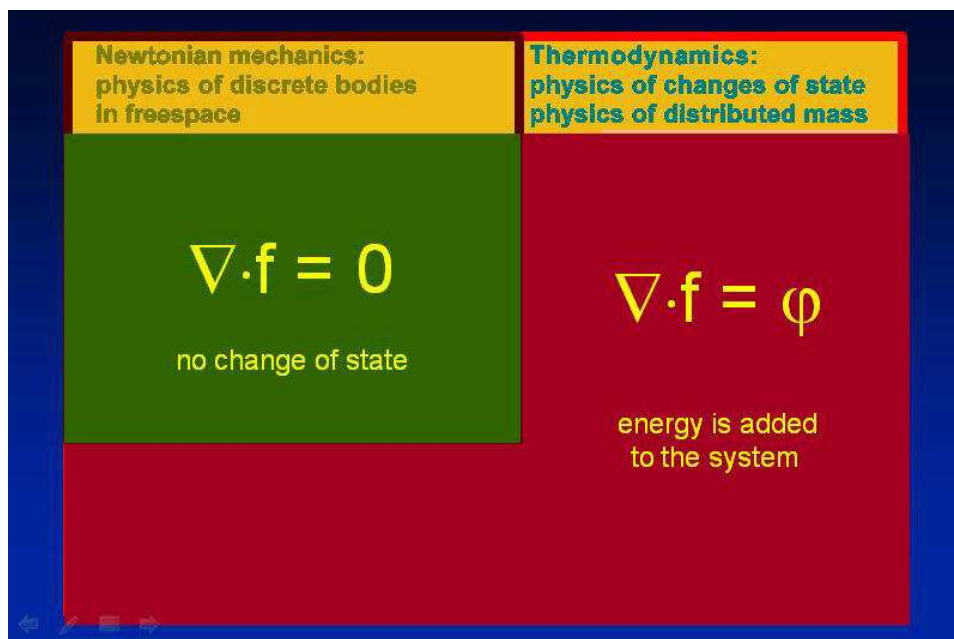 Newtonian mechanics:
physics of discrete bodies
in freespace
Thermodynamics:
physics of changes of state
physics of distributed mass
∇·f = 0
no change of state
∇·f = φ
energy is added
to the system